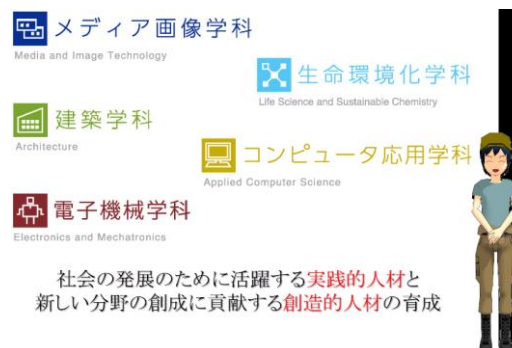 メディア画像学科
Media and Image Technology
生命環境化学科
Life Science and Sustainable Chemistry
建築学科
Architecture
コンピュータ応用学科
Applied Computer Science
電子機械学科
Electronics and Mechatronics
社会の発展のために活躍する実践的人材と
新しい分野の創成に貢献する創造的人材の育成